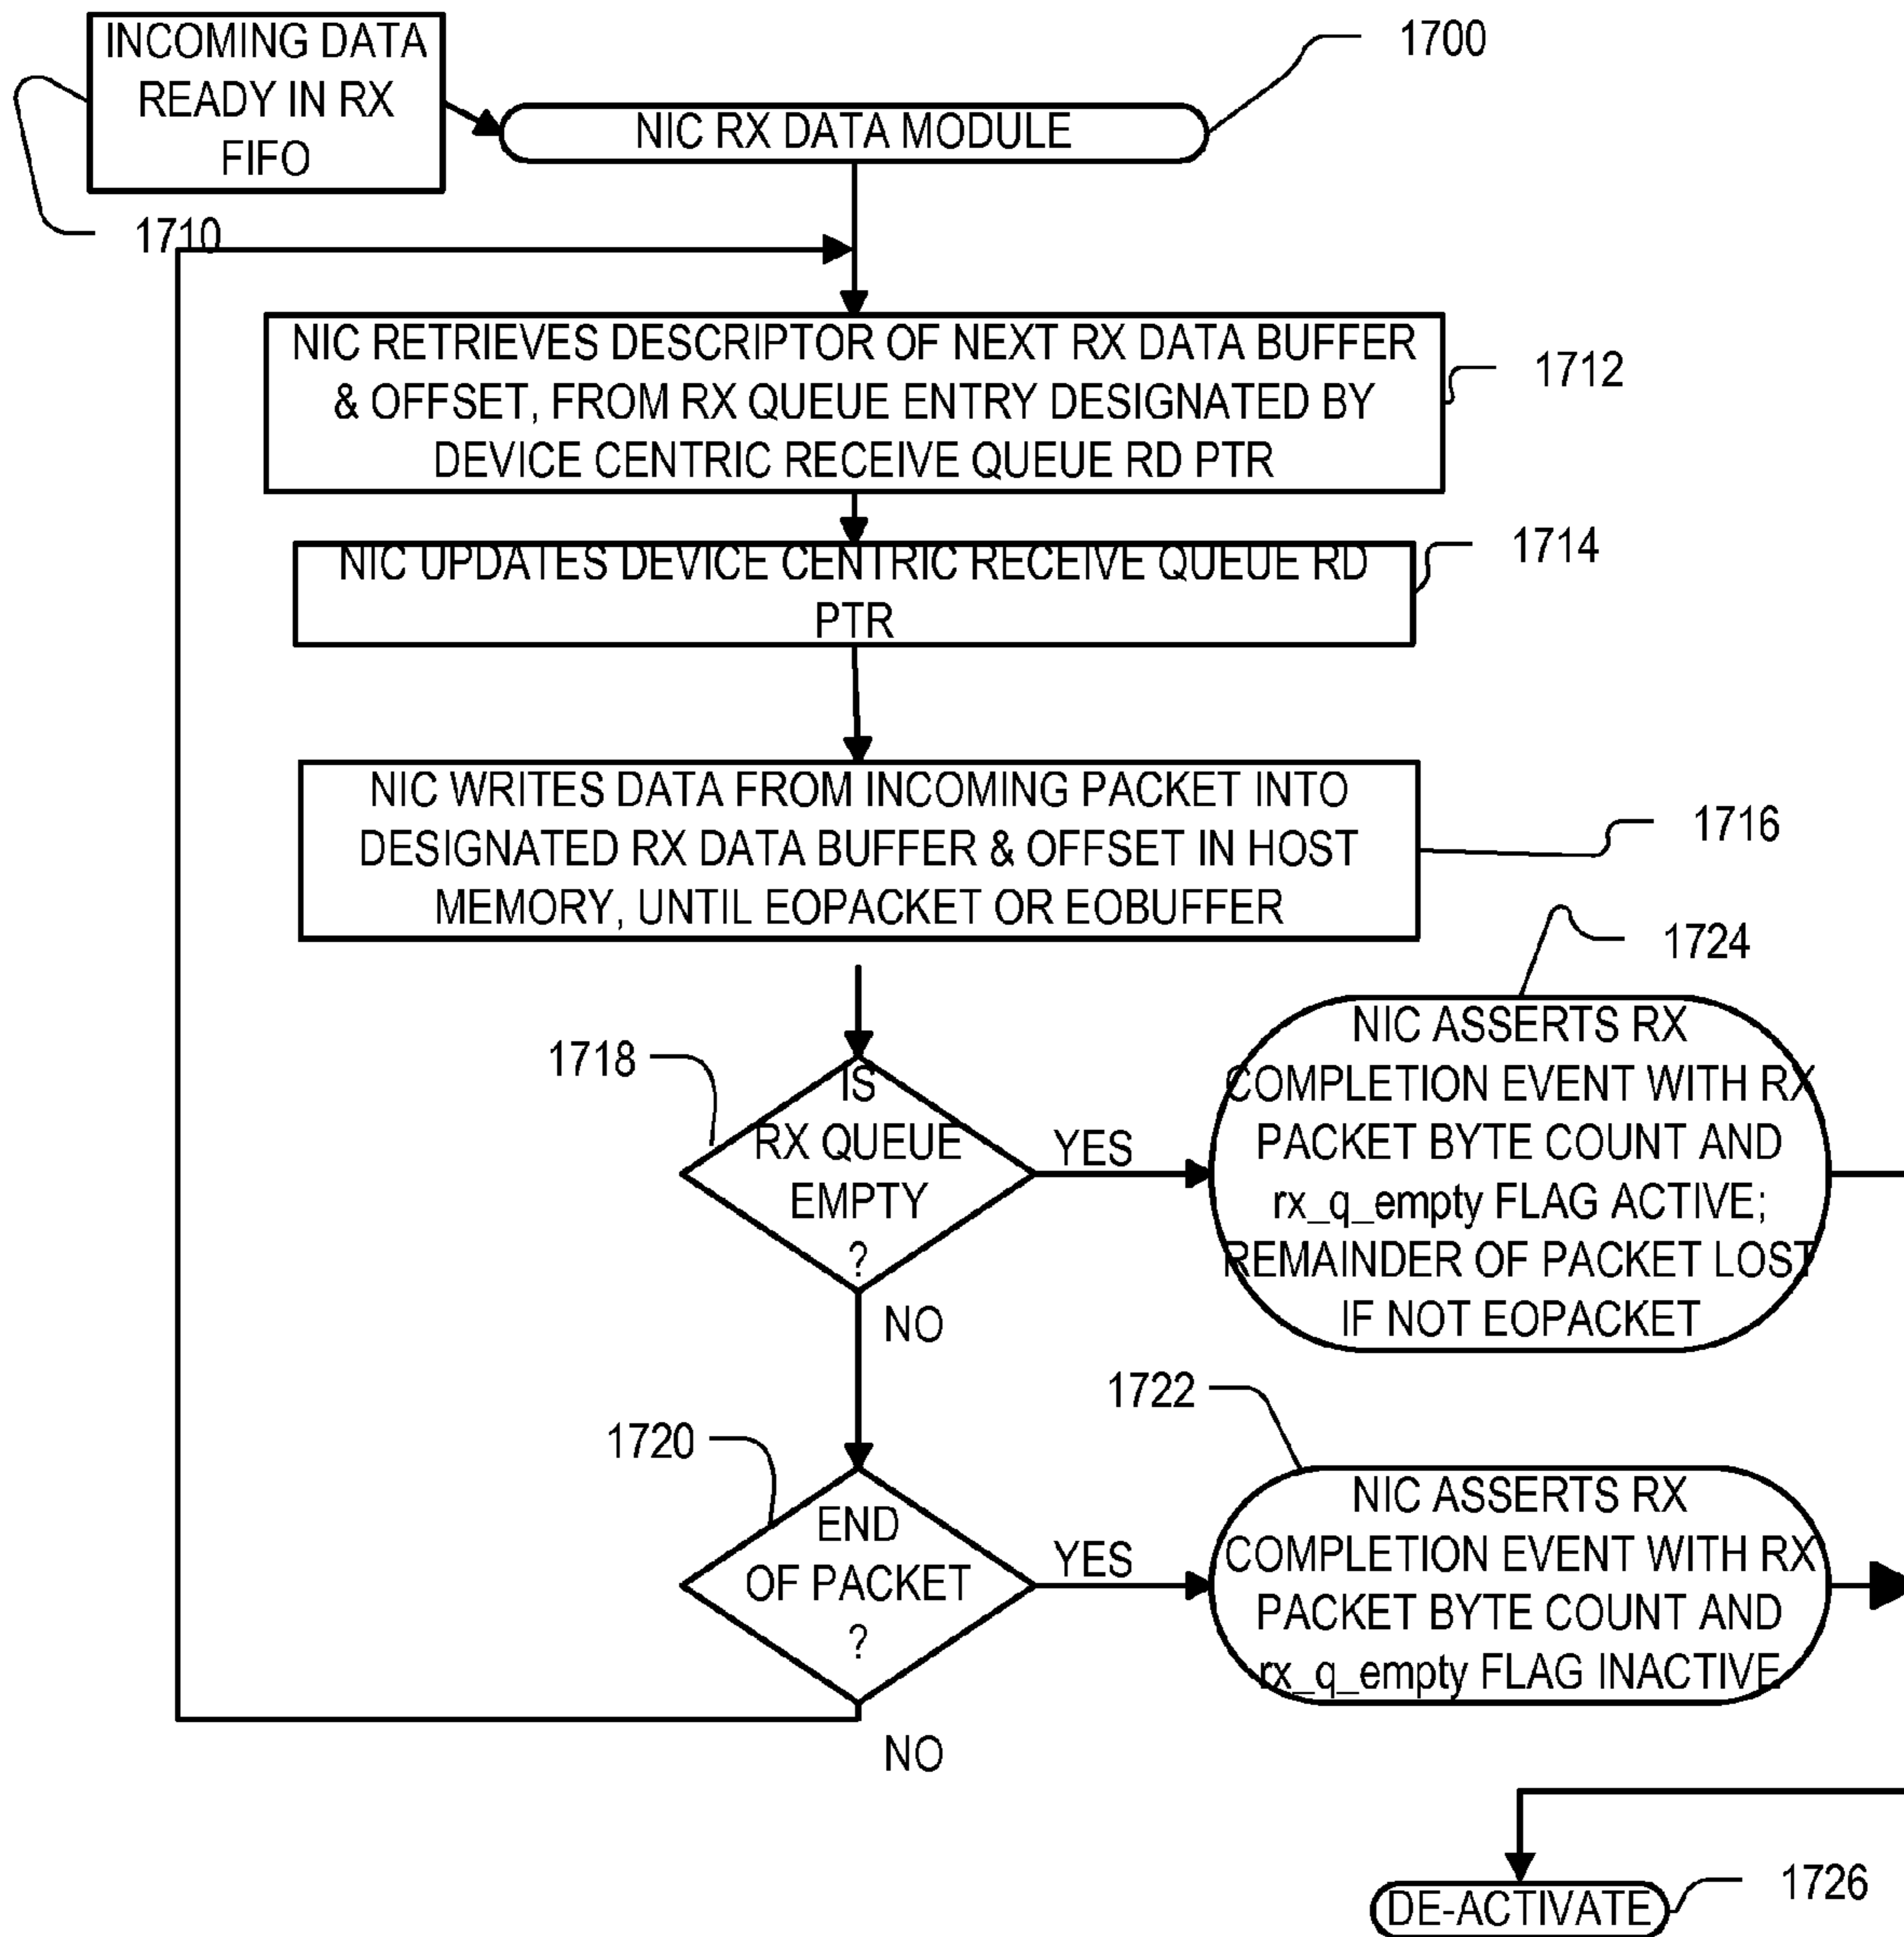 INCOMING DATA
READY IN RX
FIFO
1700
NIC RX DATA MODULE
1710
NIC RETRIEVES DESCRIPTOR OF NEXT RX DATA BUFFER
& OFFSET, FROM RX QUEUE ENTRY DESIGNATED BY
DEVICE CENTRIC RECEIVE QUEUE RD PTR
1712
NIC UPDATES DEVICE CENTRIC RECEIVE QUEUE RD
PTR
1714
NIC WRITES DATA FROM INCOMING PACKET INTO
DESIGNATED RX DATA BUFFER & OFFSET IN HOST
MEMORY, UNTIL EOPACKET OR EOBUFFER
1716
1718
IS
RX QUEUE
EMPTY
?
YES
NO
1724
NIC ASSERTS RX
COMPLETION EVENT WITH RX
PACKET BYTE COUNT AND
rx_q_empty FLAG ACTIVE;
REMAINDER OF PACKET LOST
IF NOT EOPACKET
1720
END
OF PACKET
?
YES
NO
1722
NIC ASSERTS RX
COMPLETION EVENT WITH RX
PACKET BYTE COUNT AND
rx_q_empty FLAG INACTIVE
DE-ACTIVATE
1726